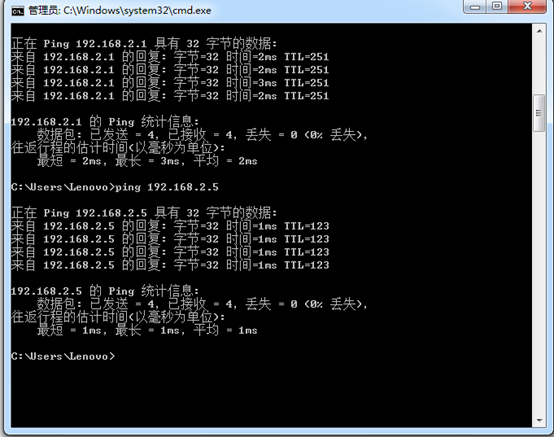 管理员: C:\Windows\system32\cmd.exe
正在 Ping 192.168.2.1 具有 32 字节的数据:
来自 192.168.2.1 的回复: 字节=32 时间=2ms TTL=251
来自 192.168.2.1 的回复: 字节=32 时间=2ms TTL=251
来自 192.168.2.1 的回复: 字节=32 时间=3ms TTL=251
来自 192.168.2.1 的回复: 字节=32 时间=2ms TTL=251
192.168.2.1 的 Ping 统计信息:
数据包: 已发送 = 4, 已接收 = 4, 丢失 = 0 (0% 丢失),
往返行程的估计时间(以毫秒为单位):
最短 = 2ms, 最长 = 3ms, 平均 = 2ms
C:\Users\Lenovo>ping 192.168.2.5
正在 Ping 192.168.2.5 具有 32 字节的数据:
来自 192.168.2.5 的回复: 字节=32 时间=1ms TTL=123
来自 192.168.2.5 的回复: 字节=32 时间=1ms TTL=123
来自 192.168.2.5 的回复: 字节=32 时间=1ms TTL=123
来自 192.168.2.5 的回复: 字节=32 时间=1ms TTL=123
192.168.2.5 的 Ping 统计信息:
数据包: 已发送 = 4, 已接收 = 4, 丢失 = 0 (0% 丢失),
往返行程的估计时间(以毫秒为单位):
最短 = 1ms, 最长 = 1ms, 平均 = 1ms
C:\Users\Lenovo>